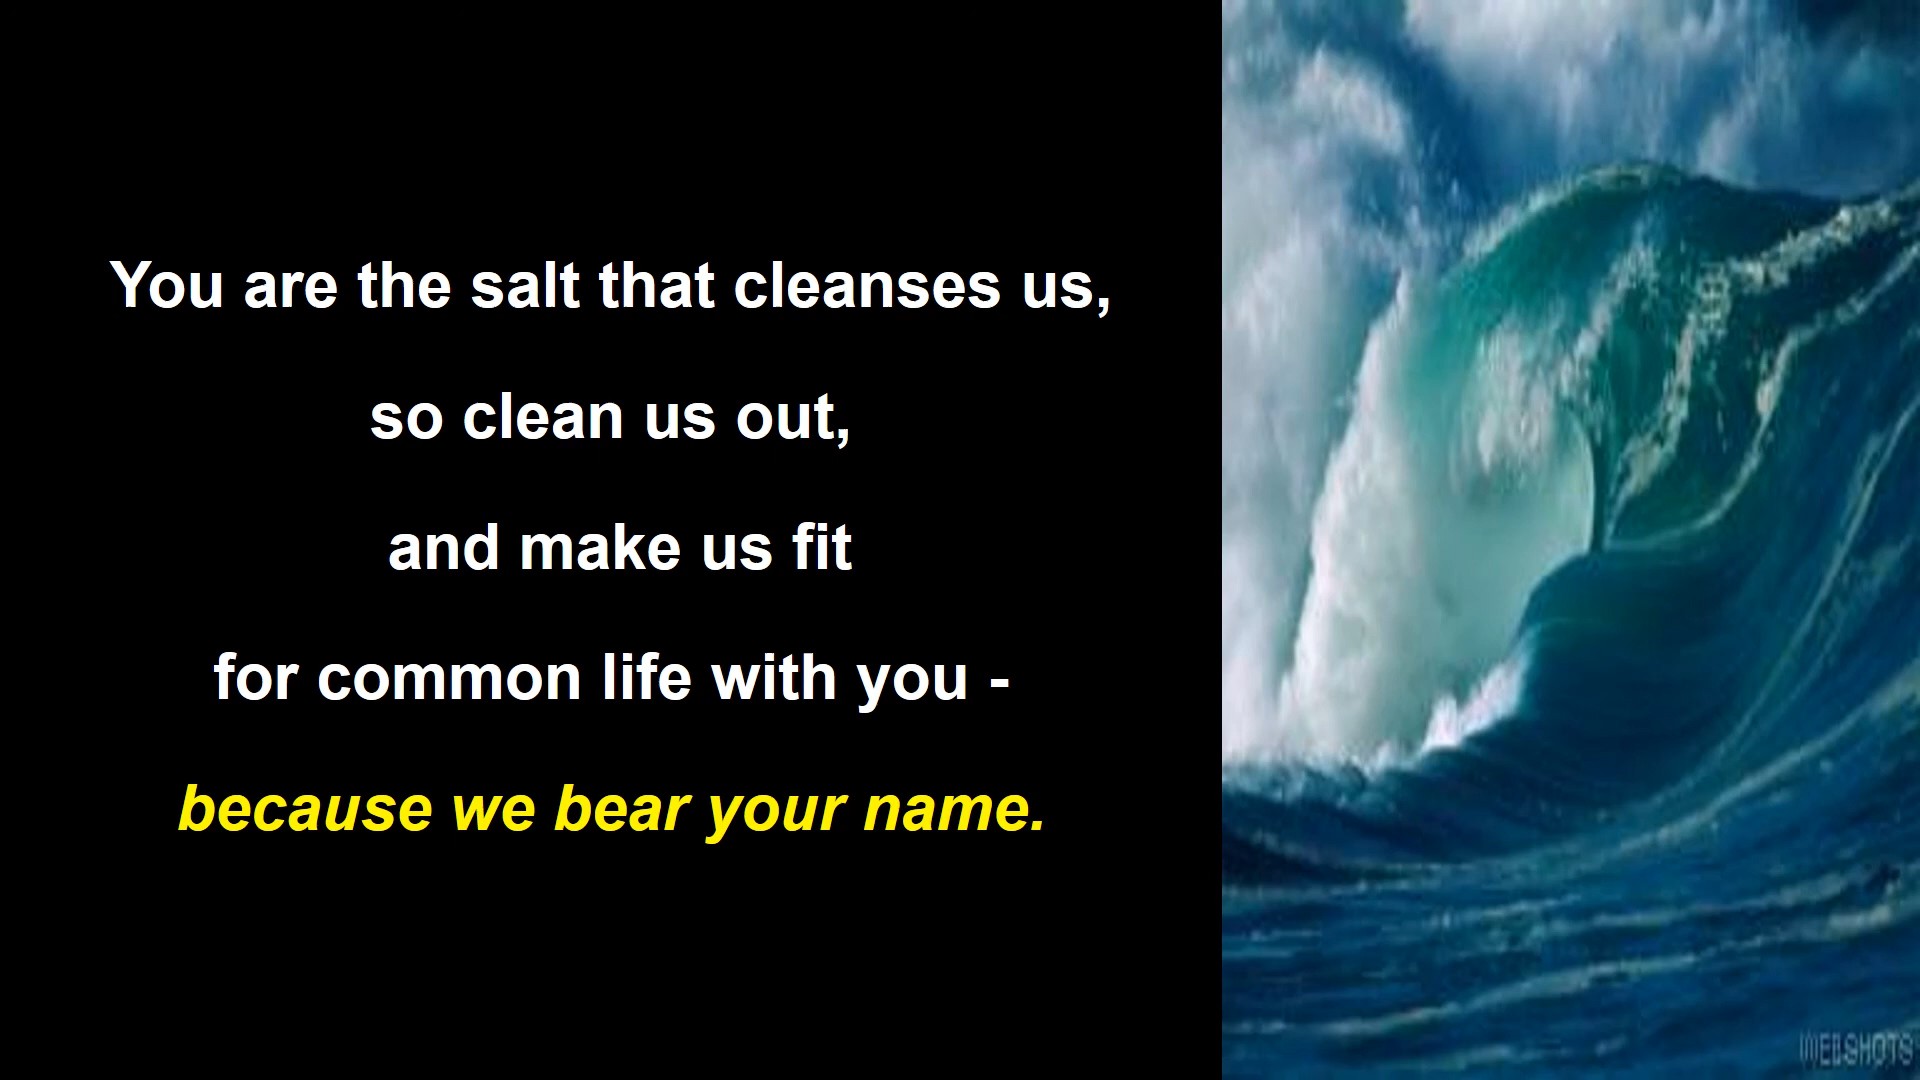 You are the salt that cleanses us,
so clean us out,
and make us fit
for common life with you -
because we bear your name.
WEBSHOTS